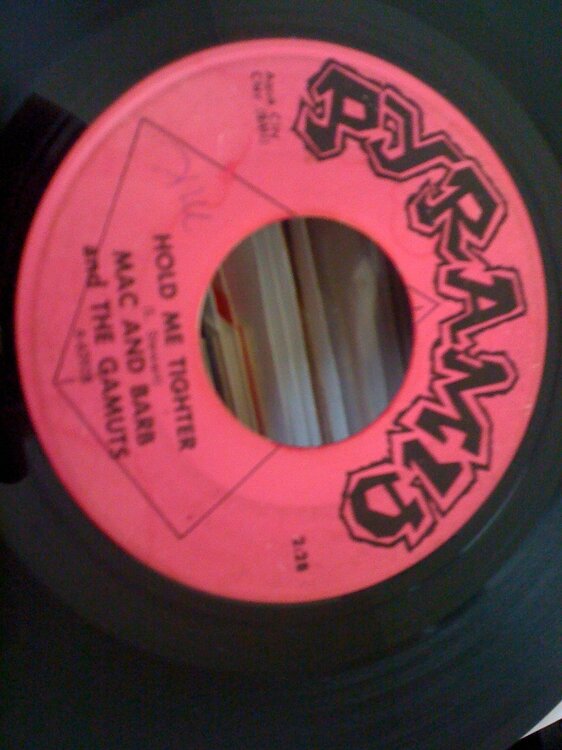 PYRAMID
2:28
HOLD ME TIGHTER
MAC AND BARB
and THE GAMUTS